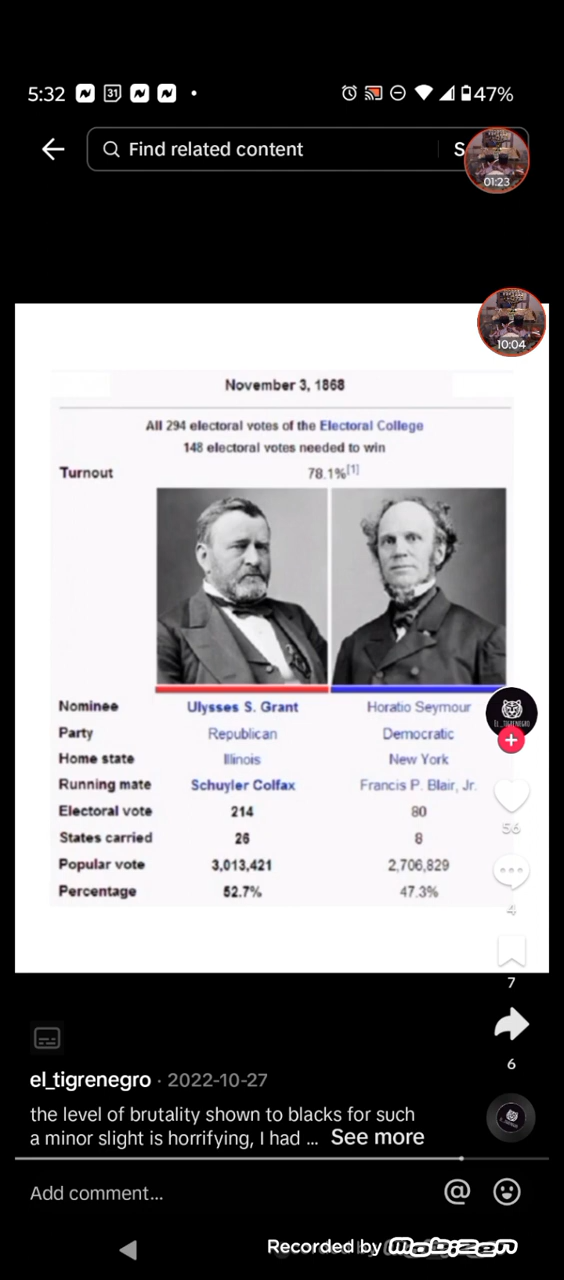 5:32
31
47%
Find related content
S
01:23
10:04
November 3, 1868
All 294 electoral votes of the Electoral College
148 electoral votes needed to win
Turnout 78.1%[1]
Nominee Ulysses S. Grant Horatio Seymour
Party Republican Democratic
Home state Illinois New York
Running mate Schuyler Colfax Francis P. Blair, Jr.
Electoral vote 214 80
States carried 26 8
Popular vote 3,013,421 2,706,829
Percentage 52.7% 47.3%
EL_TIGRENEGRO
56
4
7
6
el_tigrenegro · 2022-10-27
the level of brutality shown to blacks for such
a minor slight is horrifying, I had ... See more
Add comment...
Recorded by Mobizen